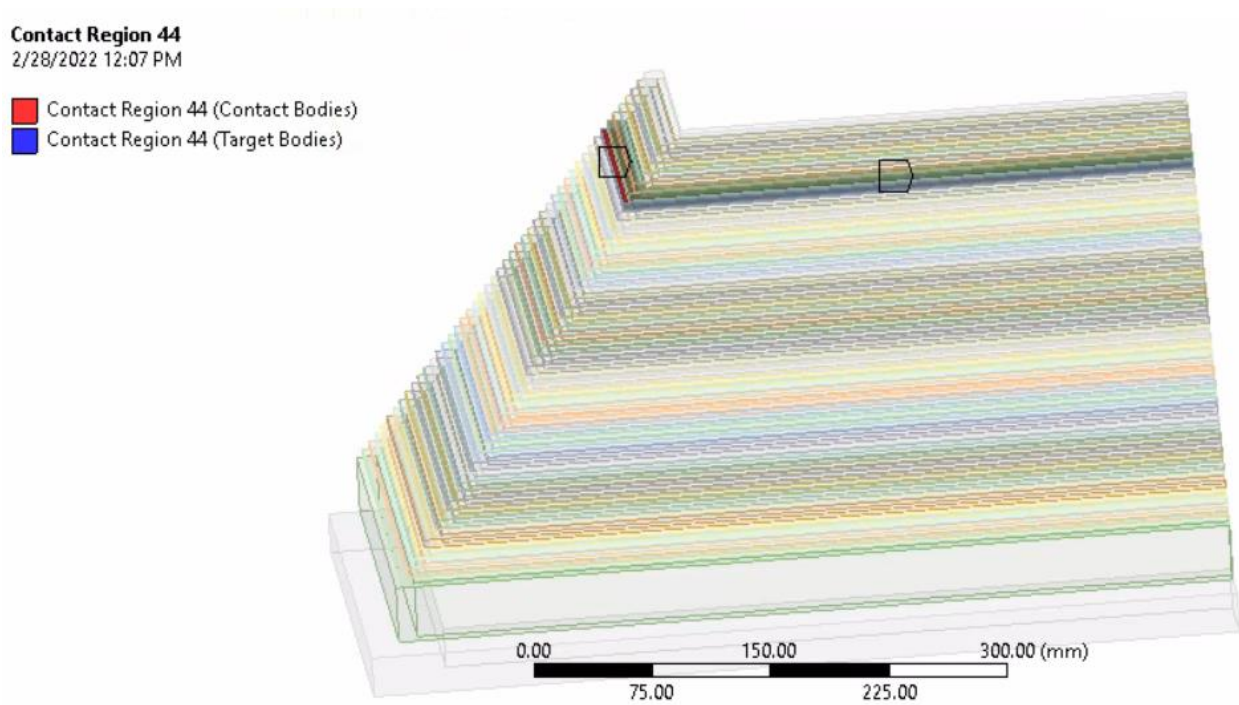 Contact Region 44
2/28/2022 12:07 PM
Contact Region 44 (Contact Bodies)
Contact Region 44 (Target Bodies)
0.00 150.00 300.00 (mm)
75.00 225.00